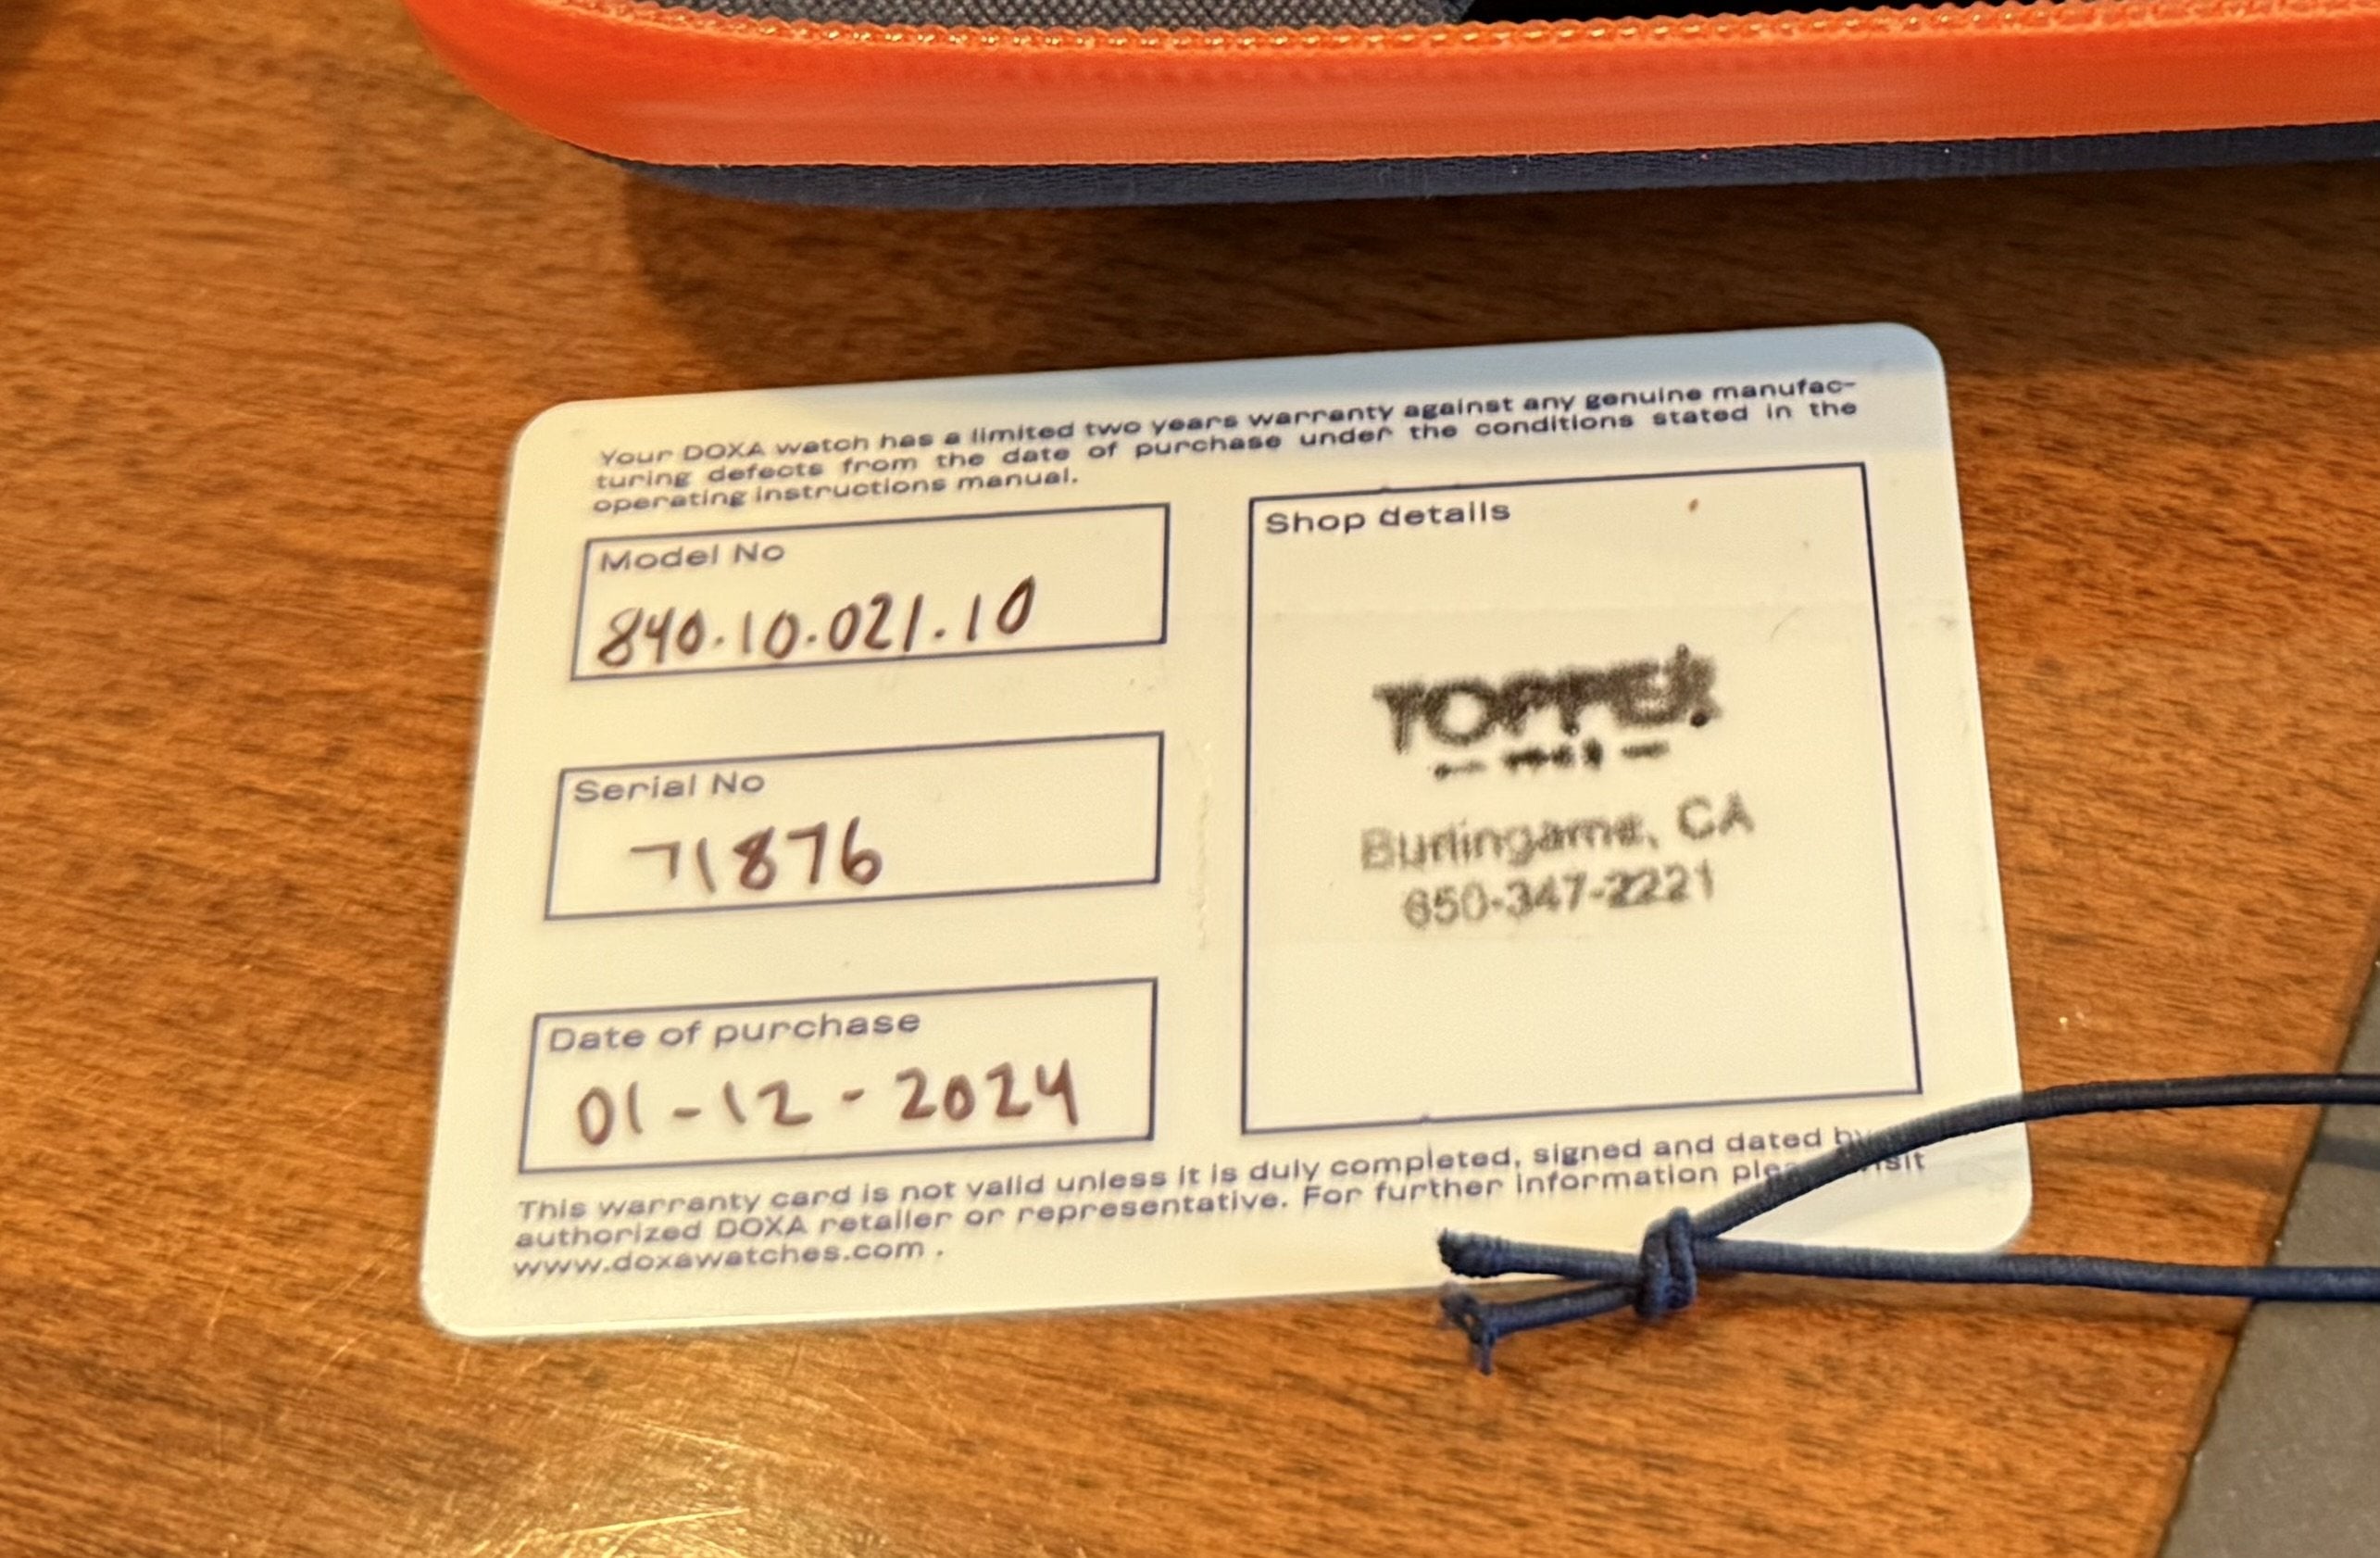 Your DOXA watch has a limited two years warranty against any genuine manufac-
turing defects from the date of purchase under the conditions stated in the
operating instructions manual.
Model No
840.10.021.10
Serial No
71876
Date of purchase
01-12-2024
Shop details
TOPPER
Burlingame, CA
650-347-2221
This warranty card is not valid unless it is duly completed, signed and dated by
authorized DOXA retailer or representative. For further information
www.doxawatches.com .